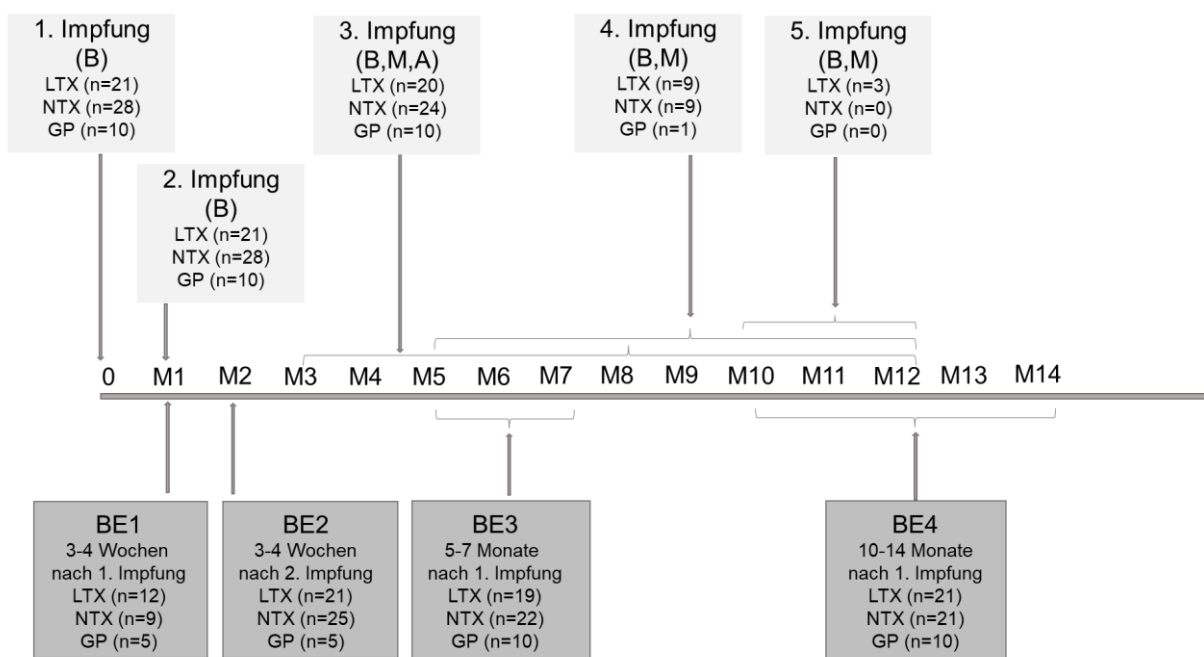 1. Impfung
(B)
LTX (n=21)
NTX (n=28)
GP (n=10)
2. Impfung
(B)
LTX (n=21)
NTX (n=28)
GP (n=10)
3. Impfung
(B,M,A)
LTX (n=20)
NTX (n=24)
GP (n=10)
4. Impfung
(B,M)
LTX (n=9)
NTX (n=9)
GP (n=1)
5. Impfung
(B,M)
LTX (n=3)
NTX (n=0)
GP (n=0)
0 M1 M2 M3 M4 M5 M6 M7 M8 M9 M10 M11 M12 M13 M14
BE1
3-4 Wochen
nach 1. Impfung
LTX (n=12)
NTX (n=9)
GP (n=5)
BE2
3-4 Wochen
nach 2. Impfung
LTX (n=21)
NTX (n=25)
GP (n=5)
BE3
5-7 Monate
nach 1. Impfung
LTX (n=19)
NTX (n=22)
GP (n=10)
BE4
10-14 Monate
nach 1. Impfung
LTX (n=21)
NTX (n=21)
GP (n=10)